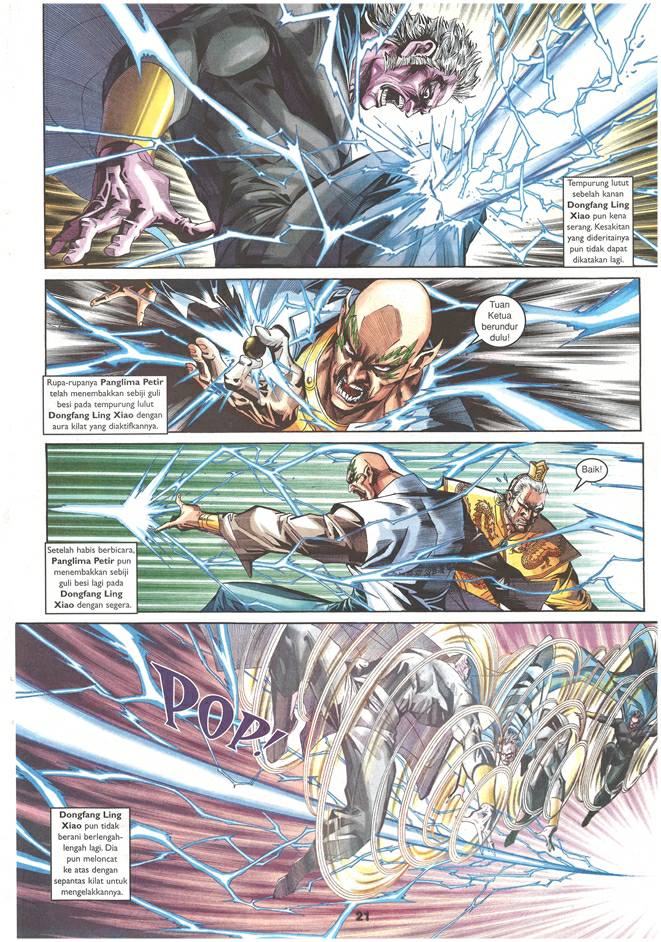 Tempurung lutut
sebelah kanan
Dongfang Ling
Xiao pun kena
serang. Kesakitan
yang dideritainya
pun tidak dapat
dikatakan lagi.
Tuan
Ketua
berundur
dulu!
Rupa-rupanya Panglima Petir
telah menembakkan sebiji guli
besi pada tempurung lulut
Dongfang Ling Xiao dengan
aura kilat yang diaktifkannya.
Baik!
Setelah habis berbicara,
Panglima Petir pun
menembakkan sebiji
guli besi lagi pada
Dongfang Ling
Xiao dengan segera.
POP!
Dongfang Ling
Xiao pun tidak
berani berlengah-
lengah lagi. Dia
pun meloncat
ke atas dengan
sepantas kilat untuk
mengelakkannya.
21